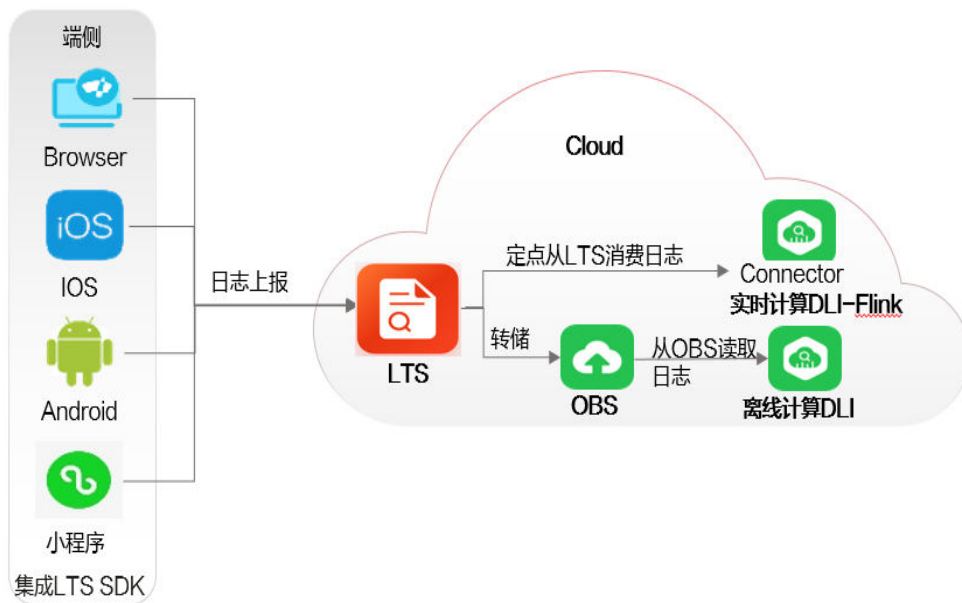 端侧
Browser
iOS
IOS
Android
小程序
集成LTS SDK
日志上报
Cloud
LTS
定点从LTS消费日志
Connector
实时计算DLI-Flink
转储
OBS
从OBS读取
日志
离线计算DLI